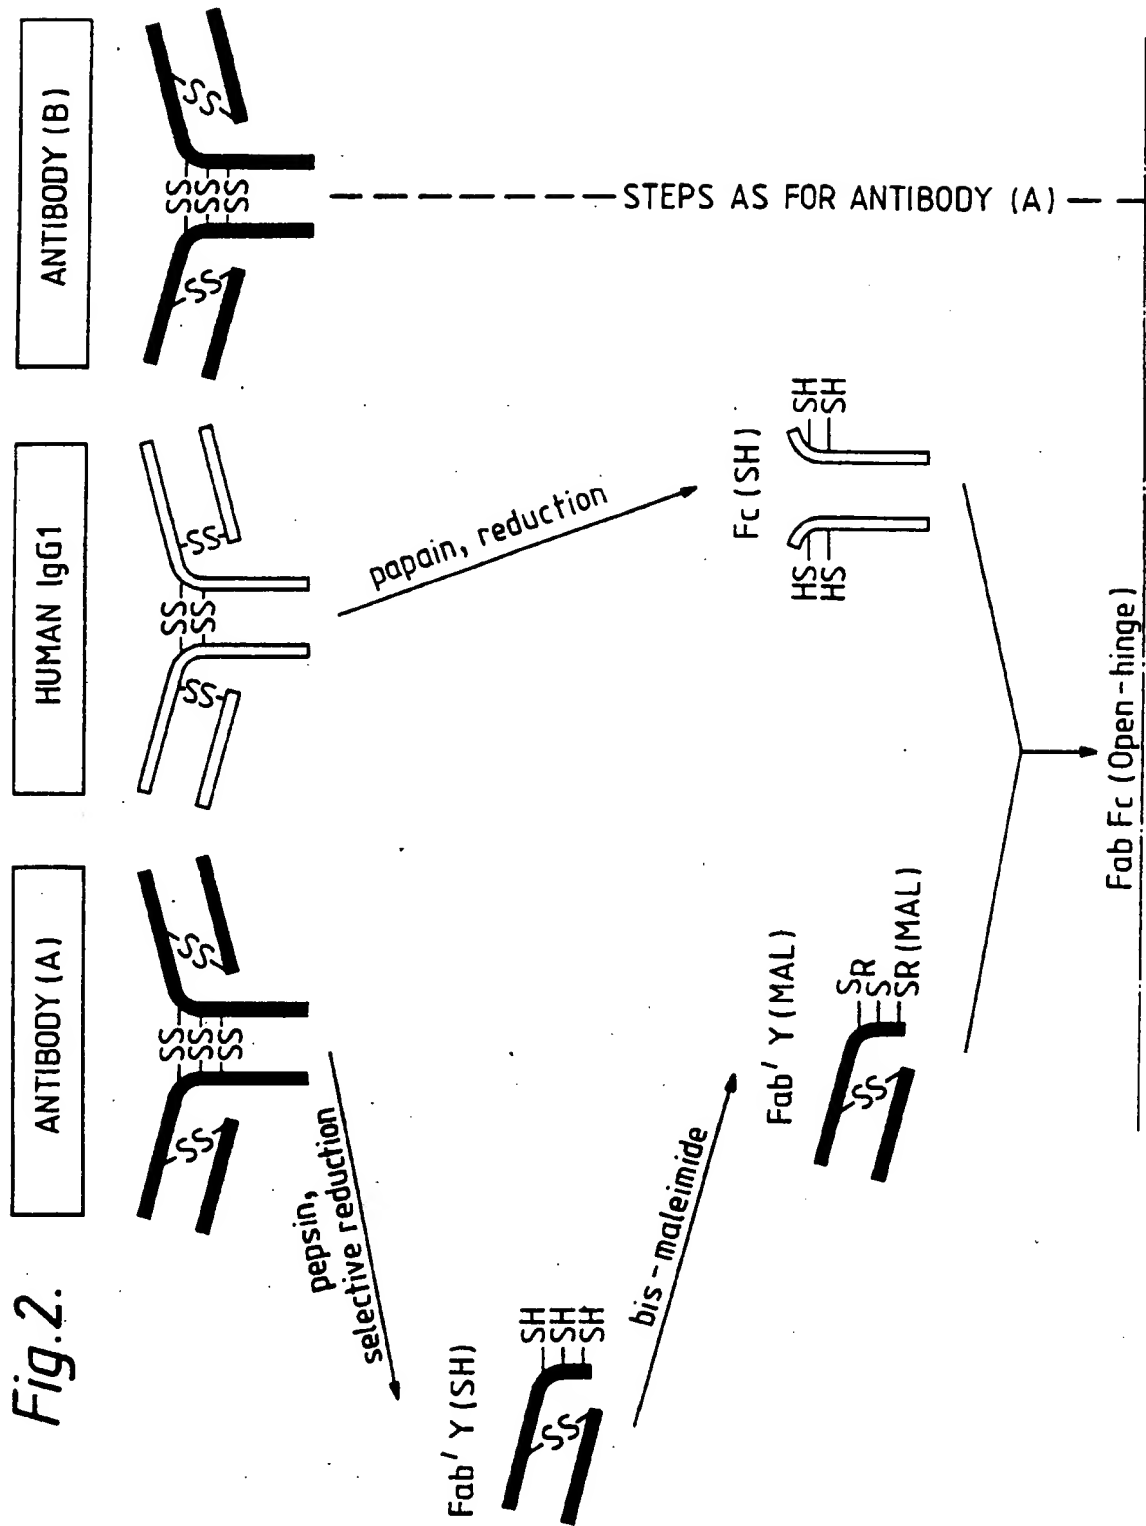 Fig.2.
ANTIBODY (A)
HUMAN IgG1
ANTIBODY (B)
SS
SS
SS
SS
SS
SS
SS
SS
SS
SS
SS
SS
SS
SS
pepsin,
selective reduction
papain, reduction
STEPS AS FOR ANTIBODY (A)
Fab' Y (SH)
SS
SH
SH
SH
bis-maleimide
Fab' Y (MAL)
SS
SR
S
SR (MAL)
Fc (SH)
HS
HS
SH
SH
Fab Fc (Open-hinge)